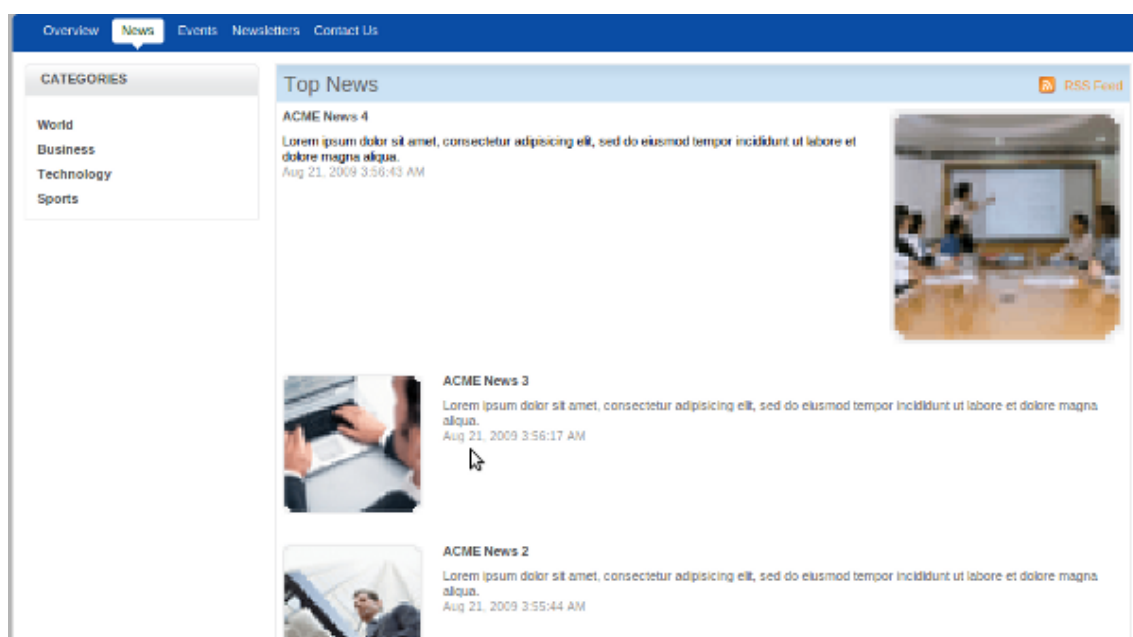 Overview News Events Newsletters Contact Us
CATEGORIES
World
Business
Technology
Sports
Top News
RSS Feed
ACME News 4
Lorem ipsum dolor sit amet, consectetur adipisicing elit, sed do eiusmod tempor incididunt ut labore et
dolore magna aliqua.
Aug 21, 2009 3:56:43 AM
ACME News 3
Lorem ipsum dolor sit amet, consectetur adipisicing elit, sed do eiusmod tempor incididunt ut labore et dolore magna
aliqua.
Aug 21, 2009 3:56:17 AM
ACME News 2
Lorem ipsum dolor sit amet, consectetur adipisicing elit, sed do eiusmod tempor incididunt ut labore et dolore magna
aliqua.
Aug 21, 2009 3:55:44 AM